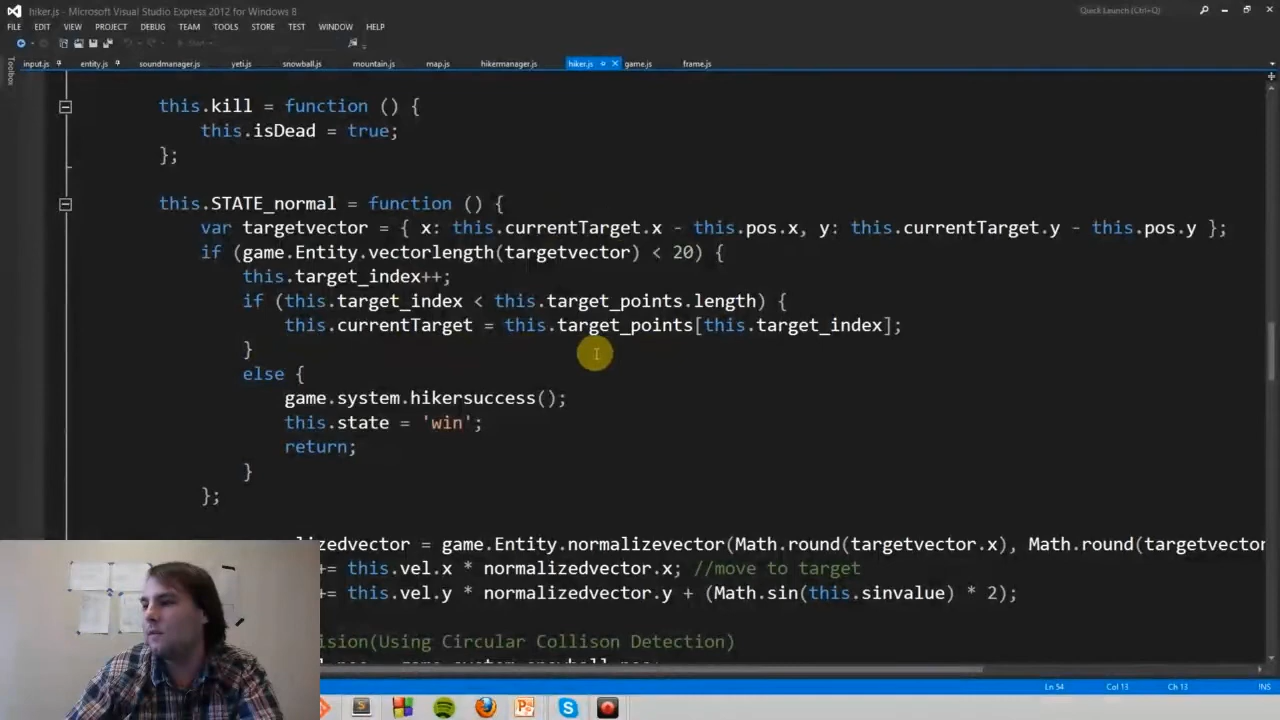 hiker.js - Microsoft Visual Studio Express 2012 for Windows 8
Quick Launch (Ctrl+Q)
FILE EDIT VIEW PROJECT DEBUG TEAM TOOLS STORE TEST WINDOW HELP
Start
Toolbox
input.js entity.js soundmanager.js yeti.js snowball.js mountain.js map.js hikermanager.js hiker.js game.js frame.js
this.kill = function () {
this.isDead = true;
};
this.STATE_normal = function () {
var targetvector = { x: this.currentTarget.x - this.pos.x, y: this.currentTarget.y - this.pos.y };
if (game.Entity.vectorlength(targetvector) < 20) {
this.target_index++;
if (this.target_index < this.target_points.length) {
this.currentTarget = this.target_points[this.target_index];
}
else {
game.system.hikersuccess();
this.state = 'win';
return;
}
};
lizedvector = game.Entity.normalizevector(Math.round(targetvector.x), Math.round(targetvector
+= this.vel.x * normalizedvector.x; //move to target
+= this.vel.y * normalizedvector.y + (Math.sin(this.sinvalue) * 2);
ision(Using Circular Collison Detection)
Ln 54 Col 13 Ch 13 INS